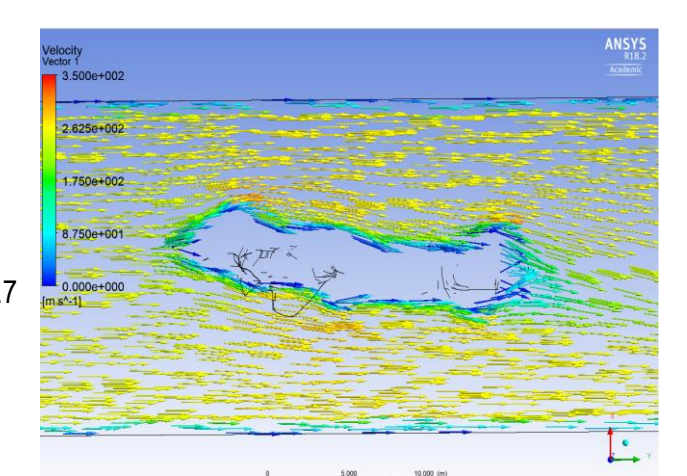 ANSYS
R18.2
Academic
Velocity
Vector 1
3.500e+002
2.625e+002
1.750e+002
8.750e+001
0.000e+000
[m s^-1]
.7
0 5.000 10.000 (m)
X
Y
Z